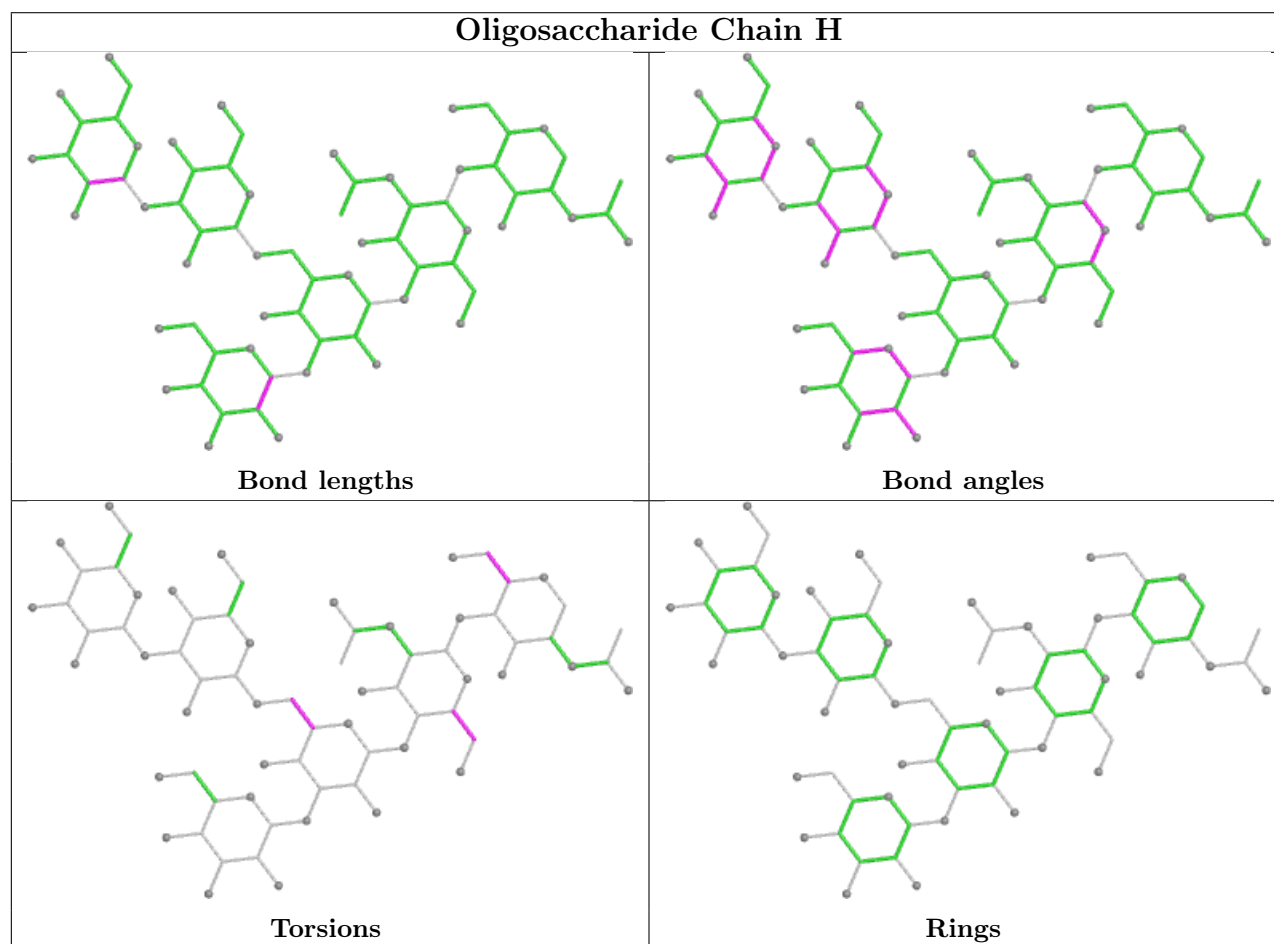 Oligosaccharide Chain H
Bond lengths
Bond angles
Torsions
Rings